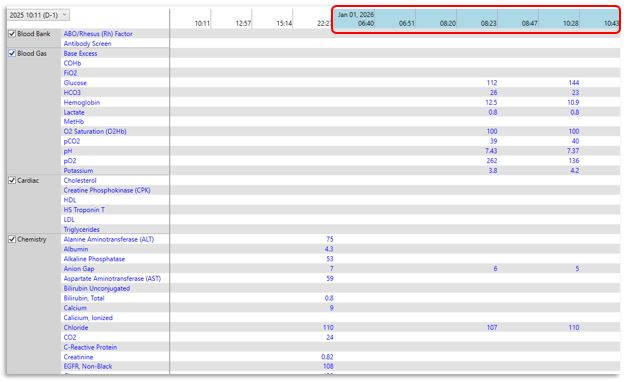 2025 10:11 (D-1)
Jan 01, 2026
10:11 12:57 15:14 22:27 06:40 06:51 08:20 08:23 08:47 10:28 10:43
Blood Bank ABO/Rhesus (Rh) Factor
Antibody Screen
Blood Gas Base Excess
COHb
FiO2
Glucose 112 144
HCO3 26 23
Hemoglobin 12.5 10.9
Lactate 0.8 0.8
MetHb
O2 Saturation (O2Hb) 100 100
pCO2 39 40
pH 7.43 7.37
pO2 262 136
Potassium 3.8 4.2
Cardiac Cholesterol
Creatine Phosphokinase (CPK)
HDL
HS Troponin T
LDL
Triglycerides
Chemistry Alanine Aminotransferase (ALT) 75
Albumin 4.3
Alkaline Phosphatase 53
Anion Gap 7 6 5
Aspartate Aminotransferase (AST) 59
Bilirubin Unconjugated
Bilirubin, Total 0.8
Calcium 9
Calicium, Ionized
Chloride 110 107 110
CO2 24
C-Reactive Protein
Creatinine 0.82
EGFR, Non-Black 108